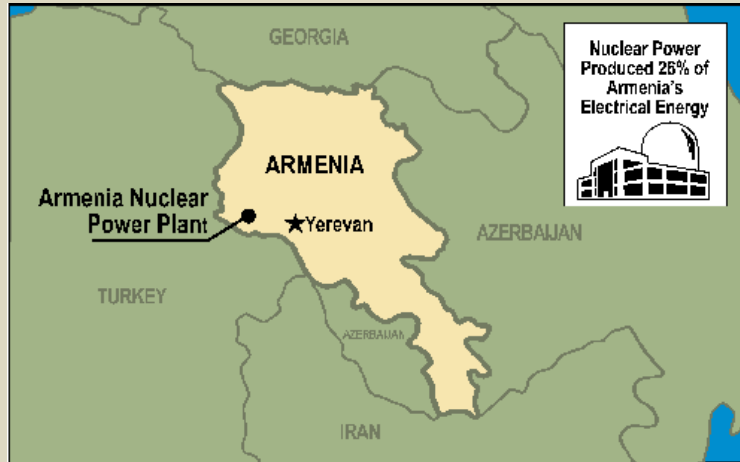 GEORGIA
Nuclear Power
Produced 26% of
Armenia's
Electrical Energy
ARMENIA
Armenia Nuclear
Power Plant
Yerevan
AZERBAIJAN
TURKEY
AZERBAIJAN
IRAN